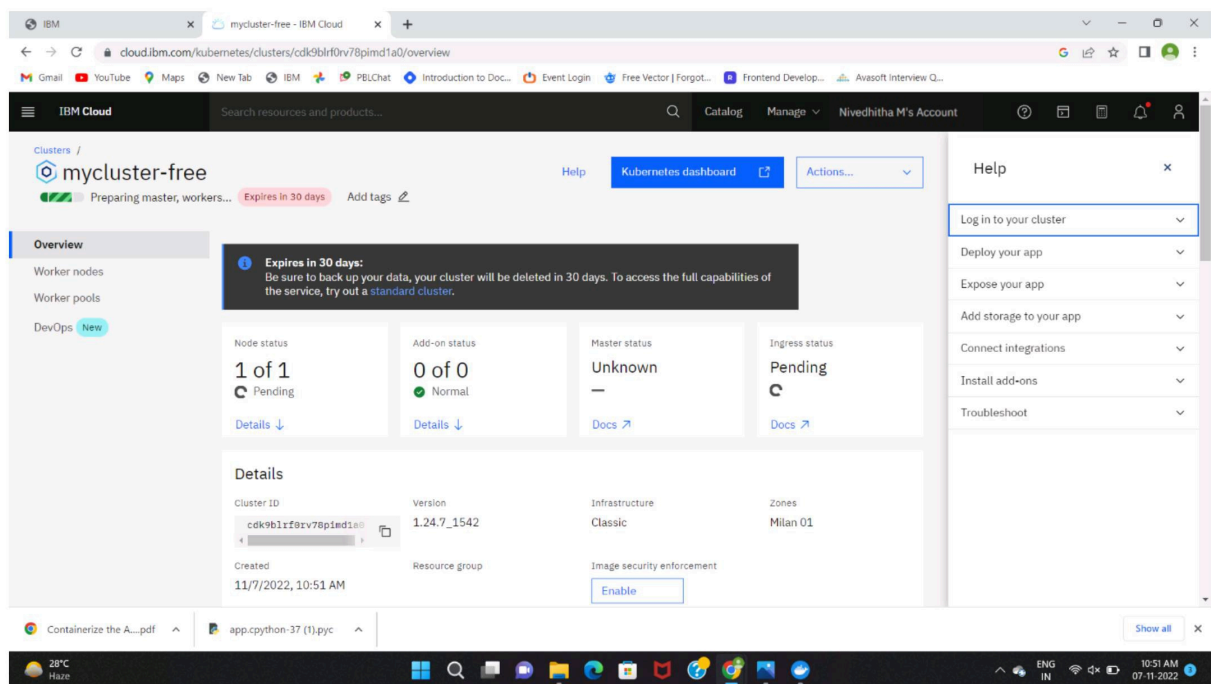 IBM
mycluster-free - IBM Cloud
cloud.ibm.com/kubernetes/clusters/cdk9blrf0rv78pimd1a0/overview
Gmail YouTube Maps New Tab IBM PBLChat Introduction to Doc... Event Login Free Vector | Forgot... Frontend Develop... Avasoft Interview Q...
IBM Cloud Search resources and products... Catalog Manage Nivedhitha M's Account
Clusters /
mycluster-free
Preparing master, workers... Expires in 30 days Add tags
Help Kubernetes dashboard Actions...
Overview
Worker nodes
Worker pools
DevOps New
Expires in 30 days:
Be sure to back up your data, your cluster will be deleted in 30 days. To access the full capabilities of
the service, try out a standard cluster.
Node status
1 of 1
Pending
Details ↓
Add-on status
0 of 0
Normal
Details ↓
Master status
Unknown
—
Docs ↗
Ingress status
Pending
Docs ↗
Details
Cluster ID
cdk9blrf0rv78pimd1a0
Version
1.24.7_1542
Infrastructure
Classic
Zones
Milan 01
Created
11/7/2022, 10:51 AM
Resource group
Image security enforcement
Enable
Help
Log in to your cluster
Deploy your app
Expose your app
Add storage to your app
Connect integrations
Install add-ons
Troubleshoot
Containerize the A....pdf
app.cpython-37 (1).pyc
Show all
28°C
Haze
ENG
IN
10:51 AM
07-11-2022